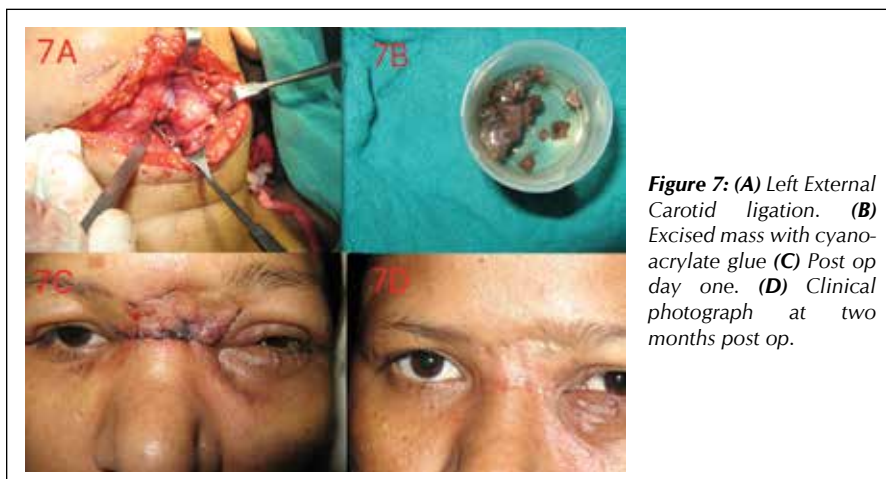 7A
7B
7C
7D
Figure 7: (A) Left External
Carotid ligation. (B)
Excised mass with cyano-
acrylate glue (C) Post op
day one. (D) Clinical
photograph at two
months post op.